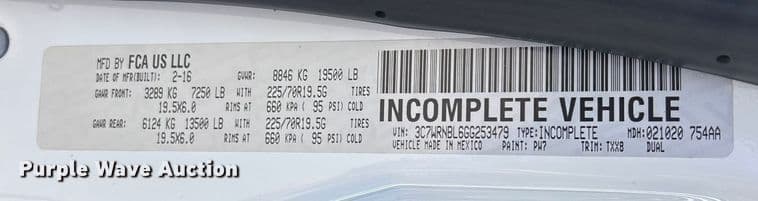 MFD BY FCA US LLC
DATE OF MFR(BUILT): 2-16 GVWR: 8846 KG 19500 LB
GAWR FRONT: 3289 KG 7250 LB WITH 225/70R19.5G TIRES
19.5X6.0 RIMS AT 660 KPA ( 95 PSI) COLD
GAWR REAR: 6124 KG 13500 LB WITH 225/70R19.5G TIRES
19.5X6.0 RIMS AT 660 KPA ( 95 PSI) COLD
INCOMPLETE VEHICLE
VIN: 3C7WRNBL6GG253479 TYPE:INCOMPLETE MDH:021020 754AA
VEHICLE MADE IN MEXICO PAINT: PW7 TRIM: TXX8 DUAL
Purple Wave Auction